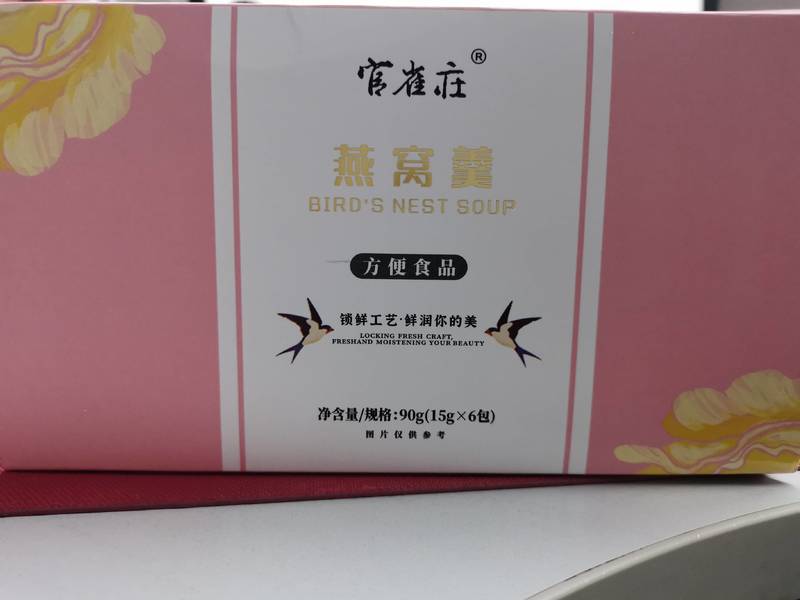 官雀庄®
燕窝羹
BIRD'S NEST SOUP
方便食品
锁鲜工艺·鲜润你的美
LOCKING FRESH CRAFT,
FRESHAND MOISTENING YOUR BEAUTY
净含量/规格:90g(15g×6包)
图片仅供参考